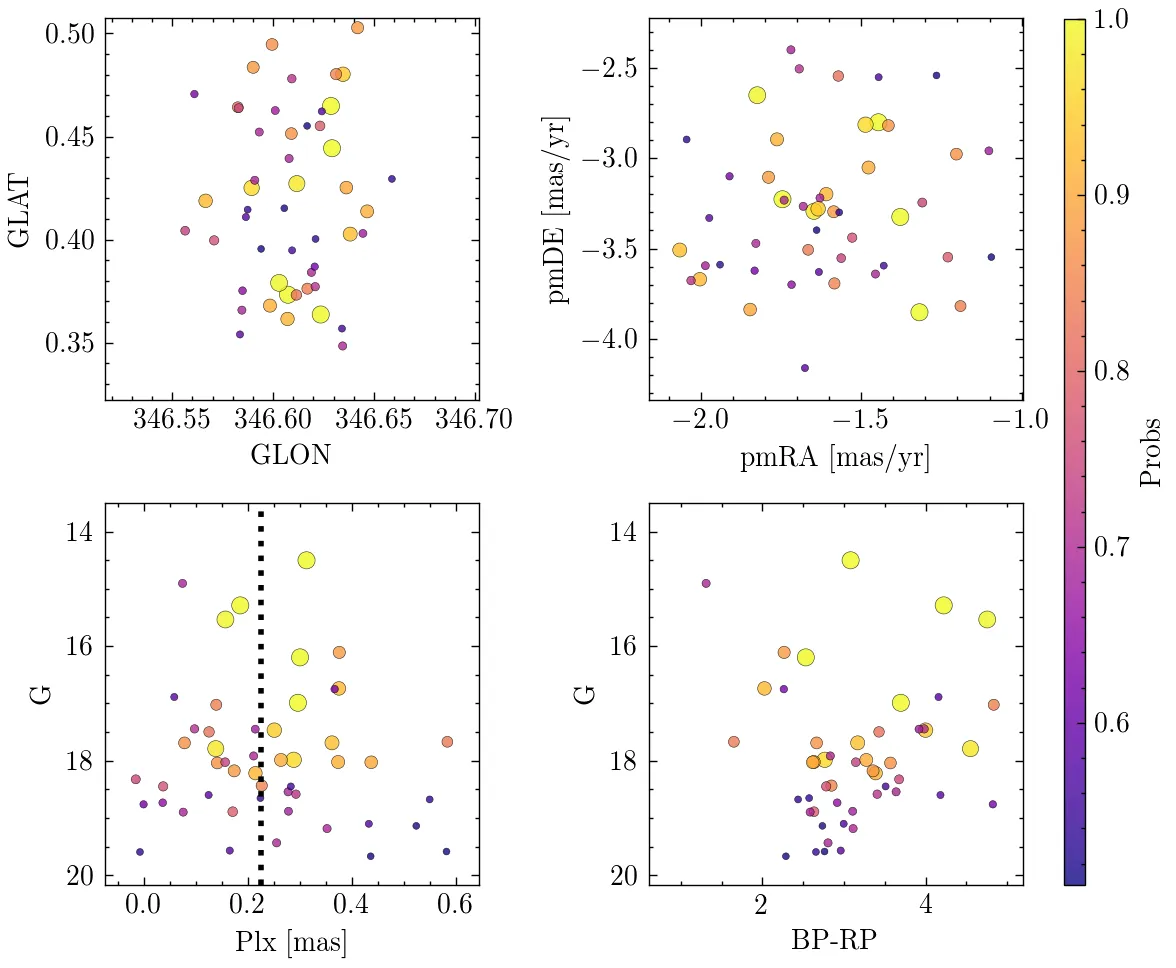 0.50
0.45
0.40
0.35
GLAT
346.55 346.60 346.65 346.70
GLON
−2.5
−3.0
−3.5
−4.0
pmDE [mas/yr]
−2.0 −1.5 −1.0
pmRA [mas/yr]
14
16
18
20
G
0.0 0.2 0.4 0.6
Plx [mas]
14
16
18
20
G
2 4
BP-RP
1.0
0.9
0.8
0.7
0.6
Probs